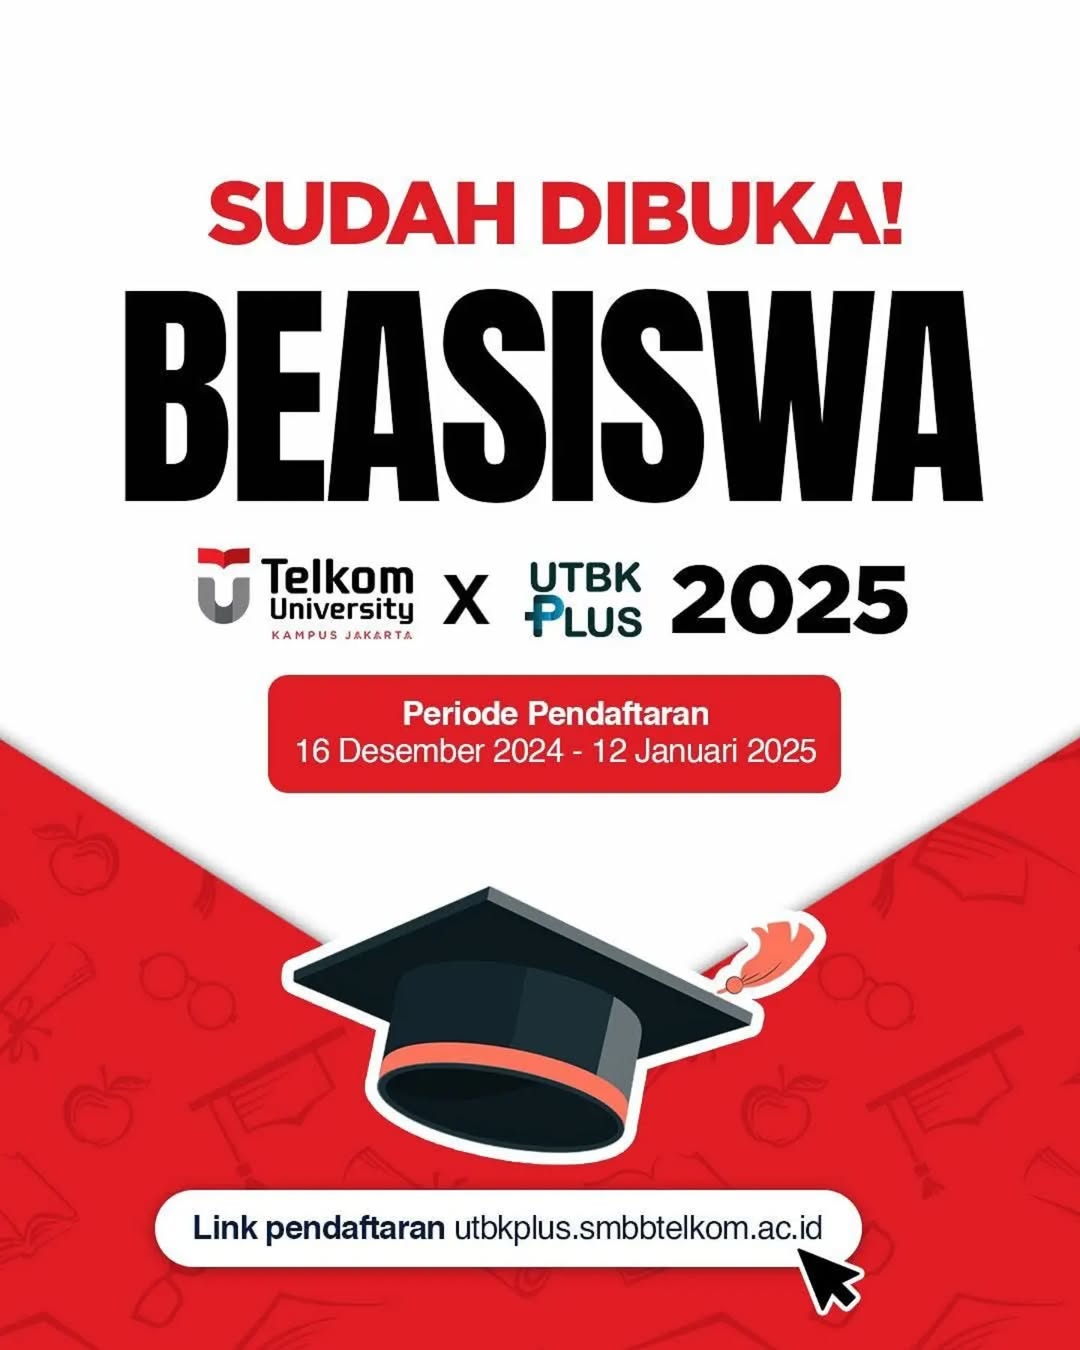 SUDAH DIBUKA!
BEASISWA
Telkom University KAMPUS JAKARTA X UTBK PLUS 2025
Periode Pendaftaran
16 Desember 2024 - 12 Januari 2025
Link pendaftaran utbkplus.smbbtelkom.ac.id